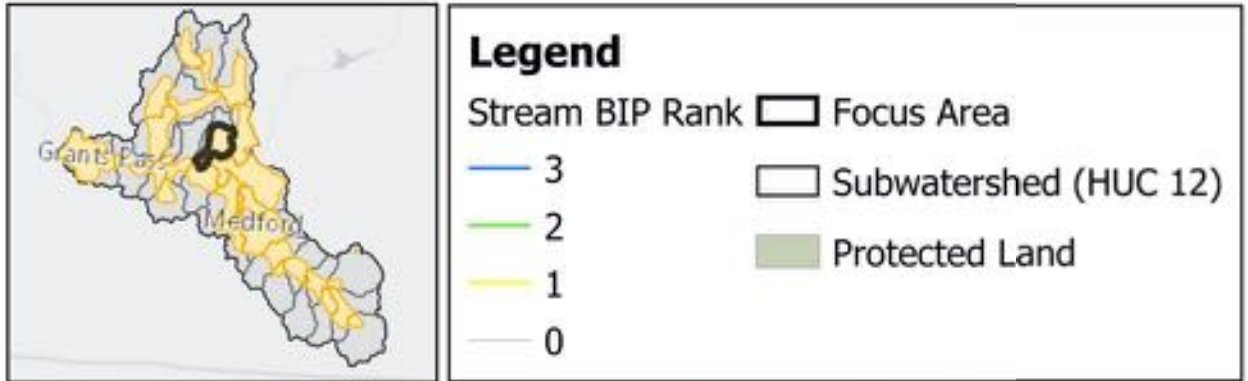 Grants Pass
Medford
Legend
Stream BIP Rank
3
2
1
0
Focus Area
Subwatershed (HUC 12)
Protected Land